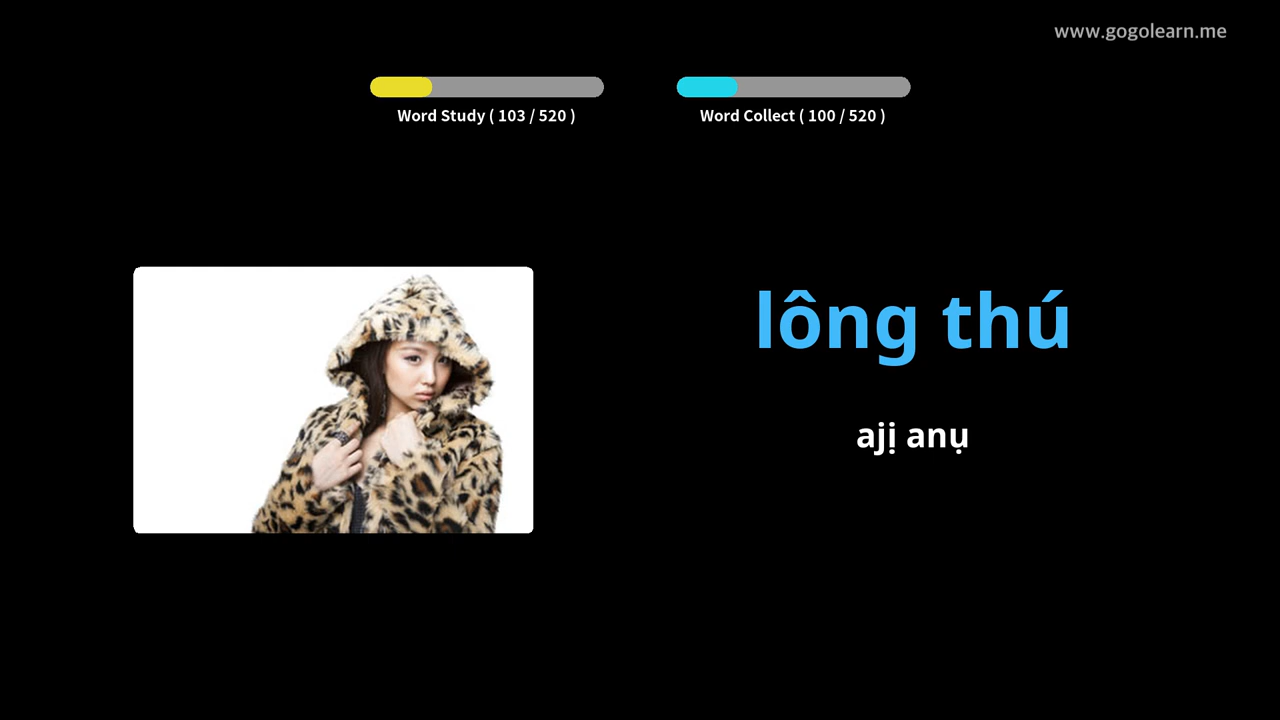 www.gogolearn.me
Word Study ( 103 / 520 )
Word Collect ( 100 / 520 )
lông thú
ajị anụ